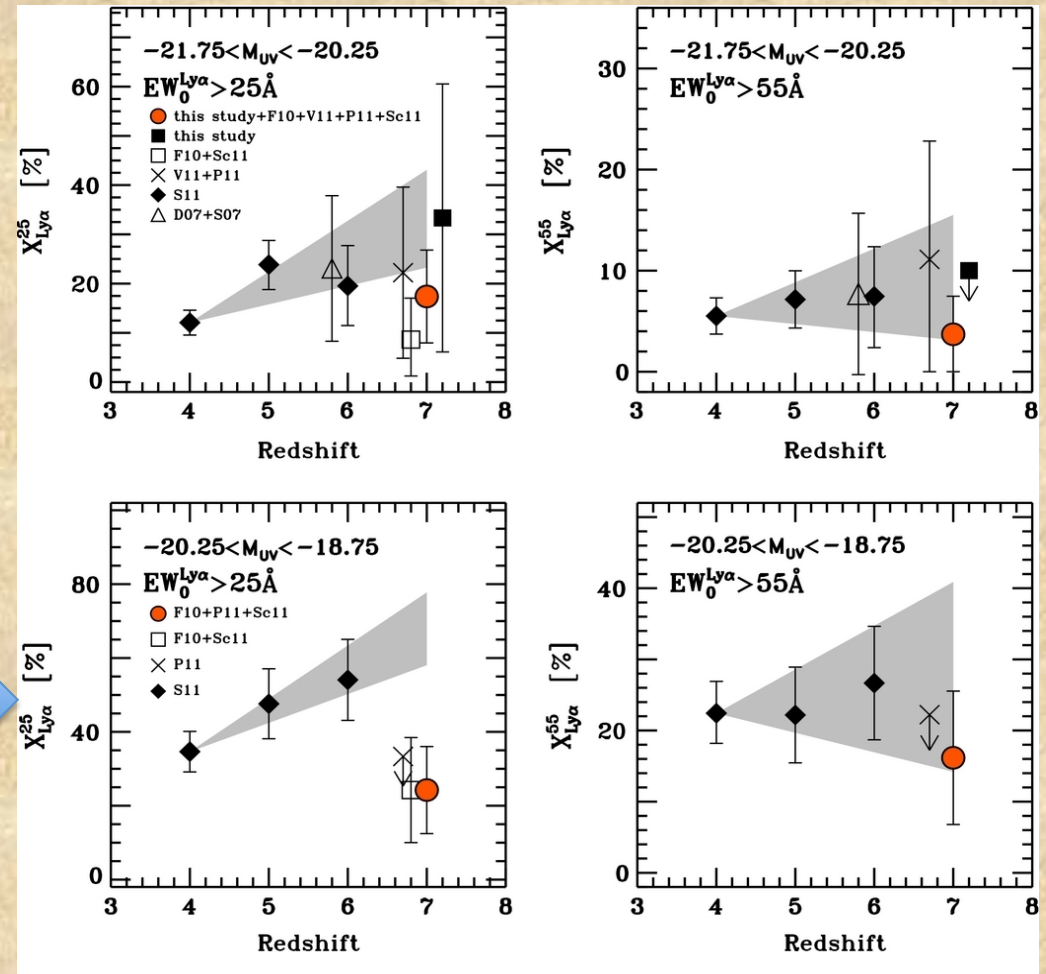 −21.75<M_UV<−20.25
EW₀^Lyα>25Å
this study+F10+V11+P11+Sc11
this study
F10+Sc11
V11+P11
S11
D07+S07
X^25_Lyα [%]
60
40
20
0
3 4 5 6 7 8
Redshift
−21.75<M_UV<−20.25
EW₀^Lyα>55Å
X^55_Lyα [%]
30
20
10
0
3 4 5 6 7 8
Redshift
−20.25<M_UV<−18.75
EW₀^Lyα>25Å
F10+P11+Sc11
F10+Sc11
P11
S11
X^25_Lyα [%]
80
40
0
3 4 5 6 7 8
Redshift
−20.25<M_UV<−18.75
EW₀^Lyα>55Å
X^55_Lyα [%]
40
20
0
3 4 5 6 7 8
Redshift